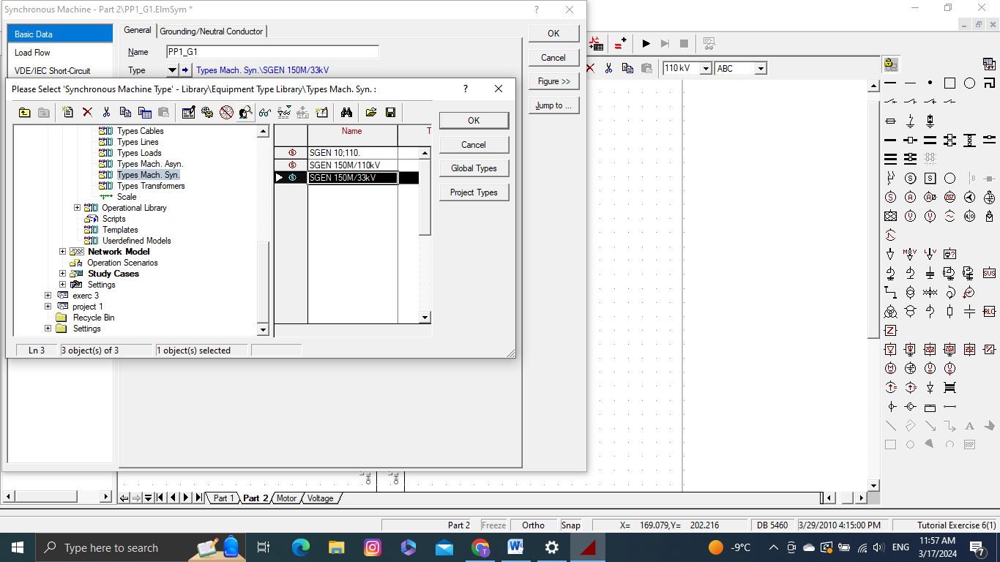 Synchronous Machine - Part 2\PP1_G1.ElmSym *
?
Basic Data
Load Flow
VDE/IEC Short-Circuit
General
Grounding/Neutral Conductor
Name
PP1_G1
Type
Types Mach. Syn.\SGEN 150M/33kV
OK
Cancel
Figure >>
Jump to ...
110 kV
ABC
Please Select 'Synchronous Machine Type' - Library\Equipment Type Library\Types Mach. Syn. :
?
Types Cables
Types Lines
Types Loads
Types Mach. Asyn.
Types Mach. Syn.
Types Transformers
Scale
Operational Library
Scripts
Templates
Userdefined Models
Network Model
Operation Scenarios
Study Cases
Settings
exerc 3
project 1
Recycle Bin
Settings
Name
T
SGEN 10;110.
SGEN 150M/110kV
SGEN 150M/33kV
OK
Cancel
Global Types
Project Types
Ln 3
3 object(s) of 3
1 object(s) selected
SVS
RLC
BMP
Part 1
Part 2
Motor
Voltage
Part 2
Freeze
Ortho
Snap
X= 169.079,Y= 202.216
DB 5460
3/29/2010 4:15:00 PM
Tutorial Exercise 6(1)
Type here to search
-9°C
ENG
11:57 AM
3/17/2024
7